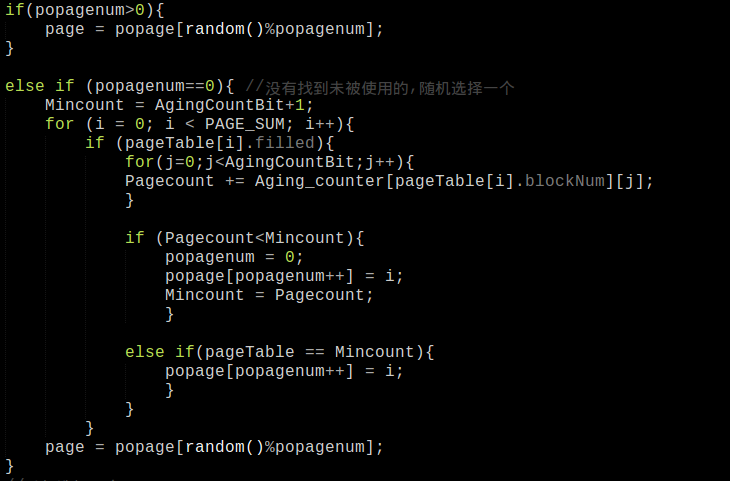 if(popagenum>0){
    page = popage[random()%popagenum];
}
else if (popagenum==0){ //没有找到未被使用的,随机选择一个
    Mincount = AgingCountBit+1;
    for (i = 0; i < PAGE_SUM; i++){
        if (pageTable[i].filled){
            for(j=0;j<AgingCountBit;j++){
            Pagecount += Aging_counter[pageTable[i].blockNum][j];
            }
            if (Pagecount<Mincount){
                popagenum = 0;
                popage[popagenum++] = i;
                Mincount = Pagecount;
                }
            else if(pageTable == Mincount){
                popage[popagenum++] = i;
                }
            }
        }
    page = popage[random()%popagenum];
}